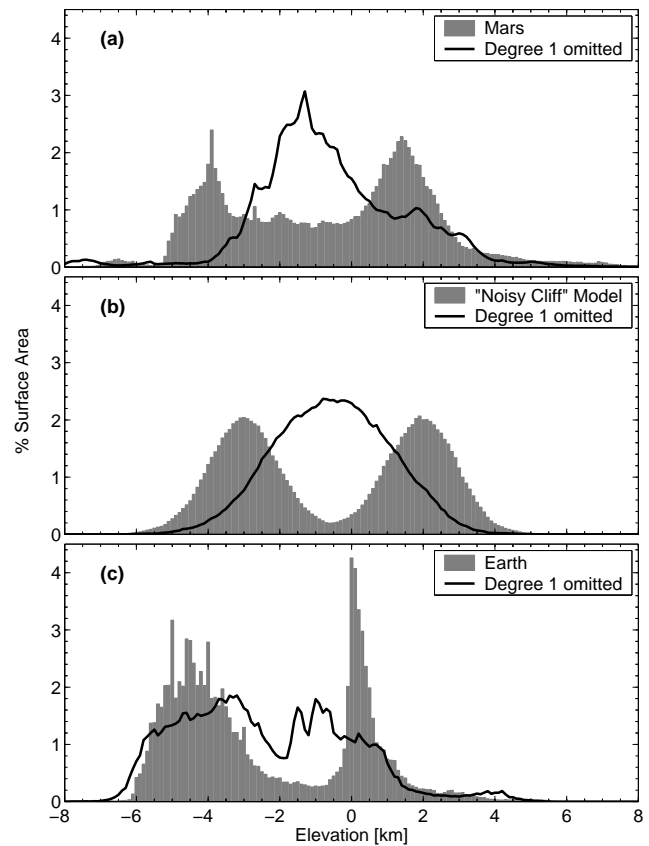 (a)
Mars
Degree 1 omitted
4
3
2
1
0
(b)
"Noisy Cliff" Model
Degree 1 omitted
4
3
2
1
0
% Surface Area
(c)
Earth
Degree 1 omitted
4
3
2
1
0
−8 −6 −4 −2 0 2 4 6 8
Elevation [km]